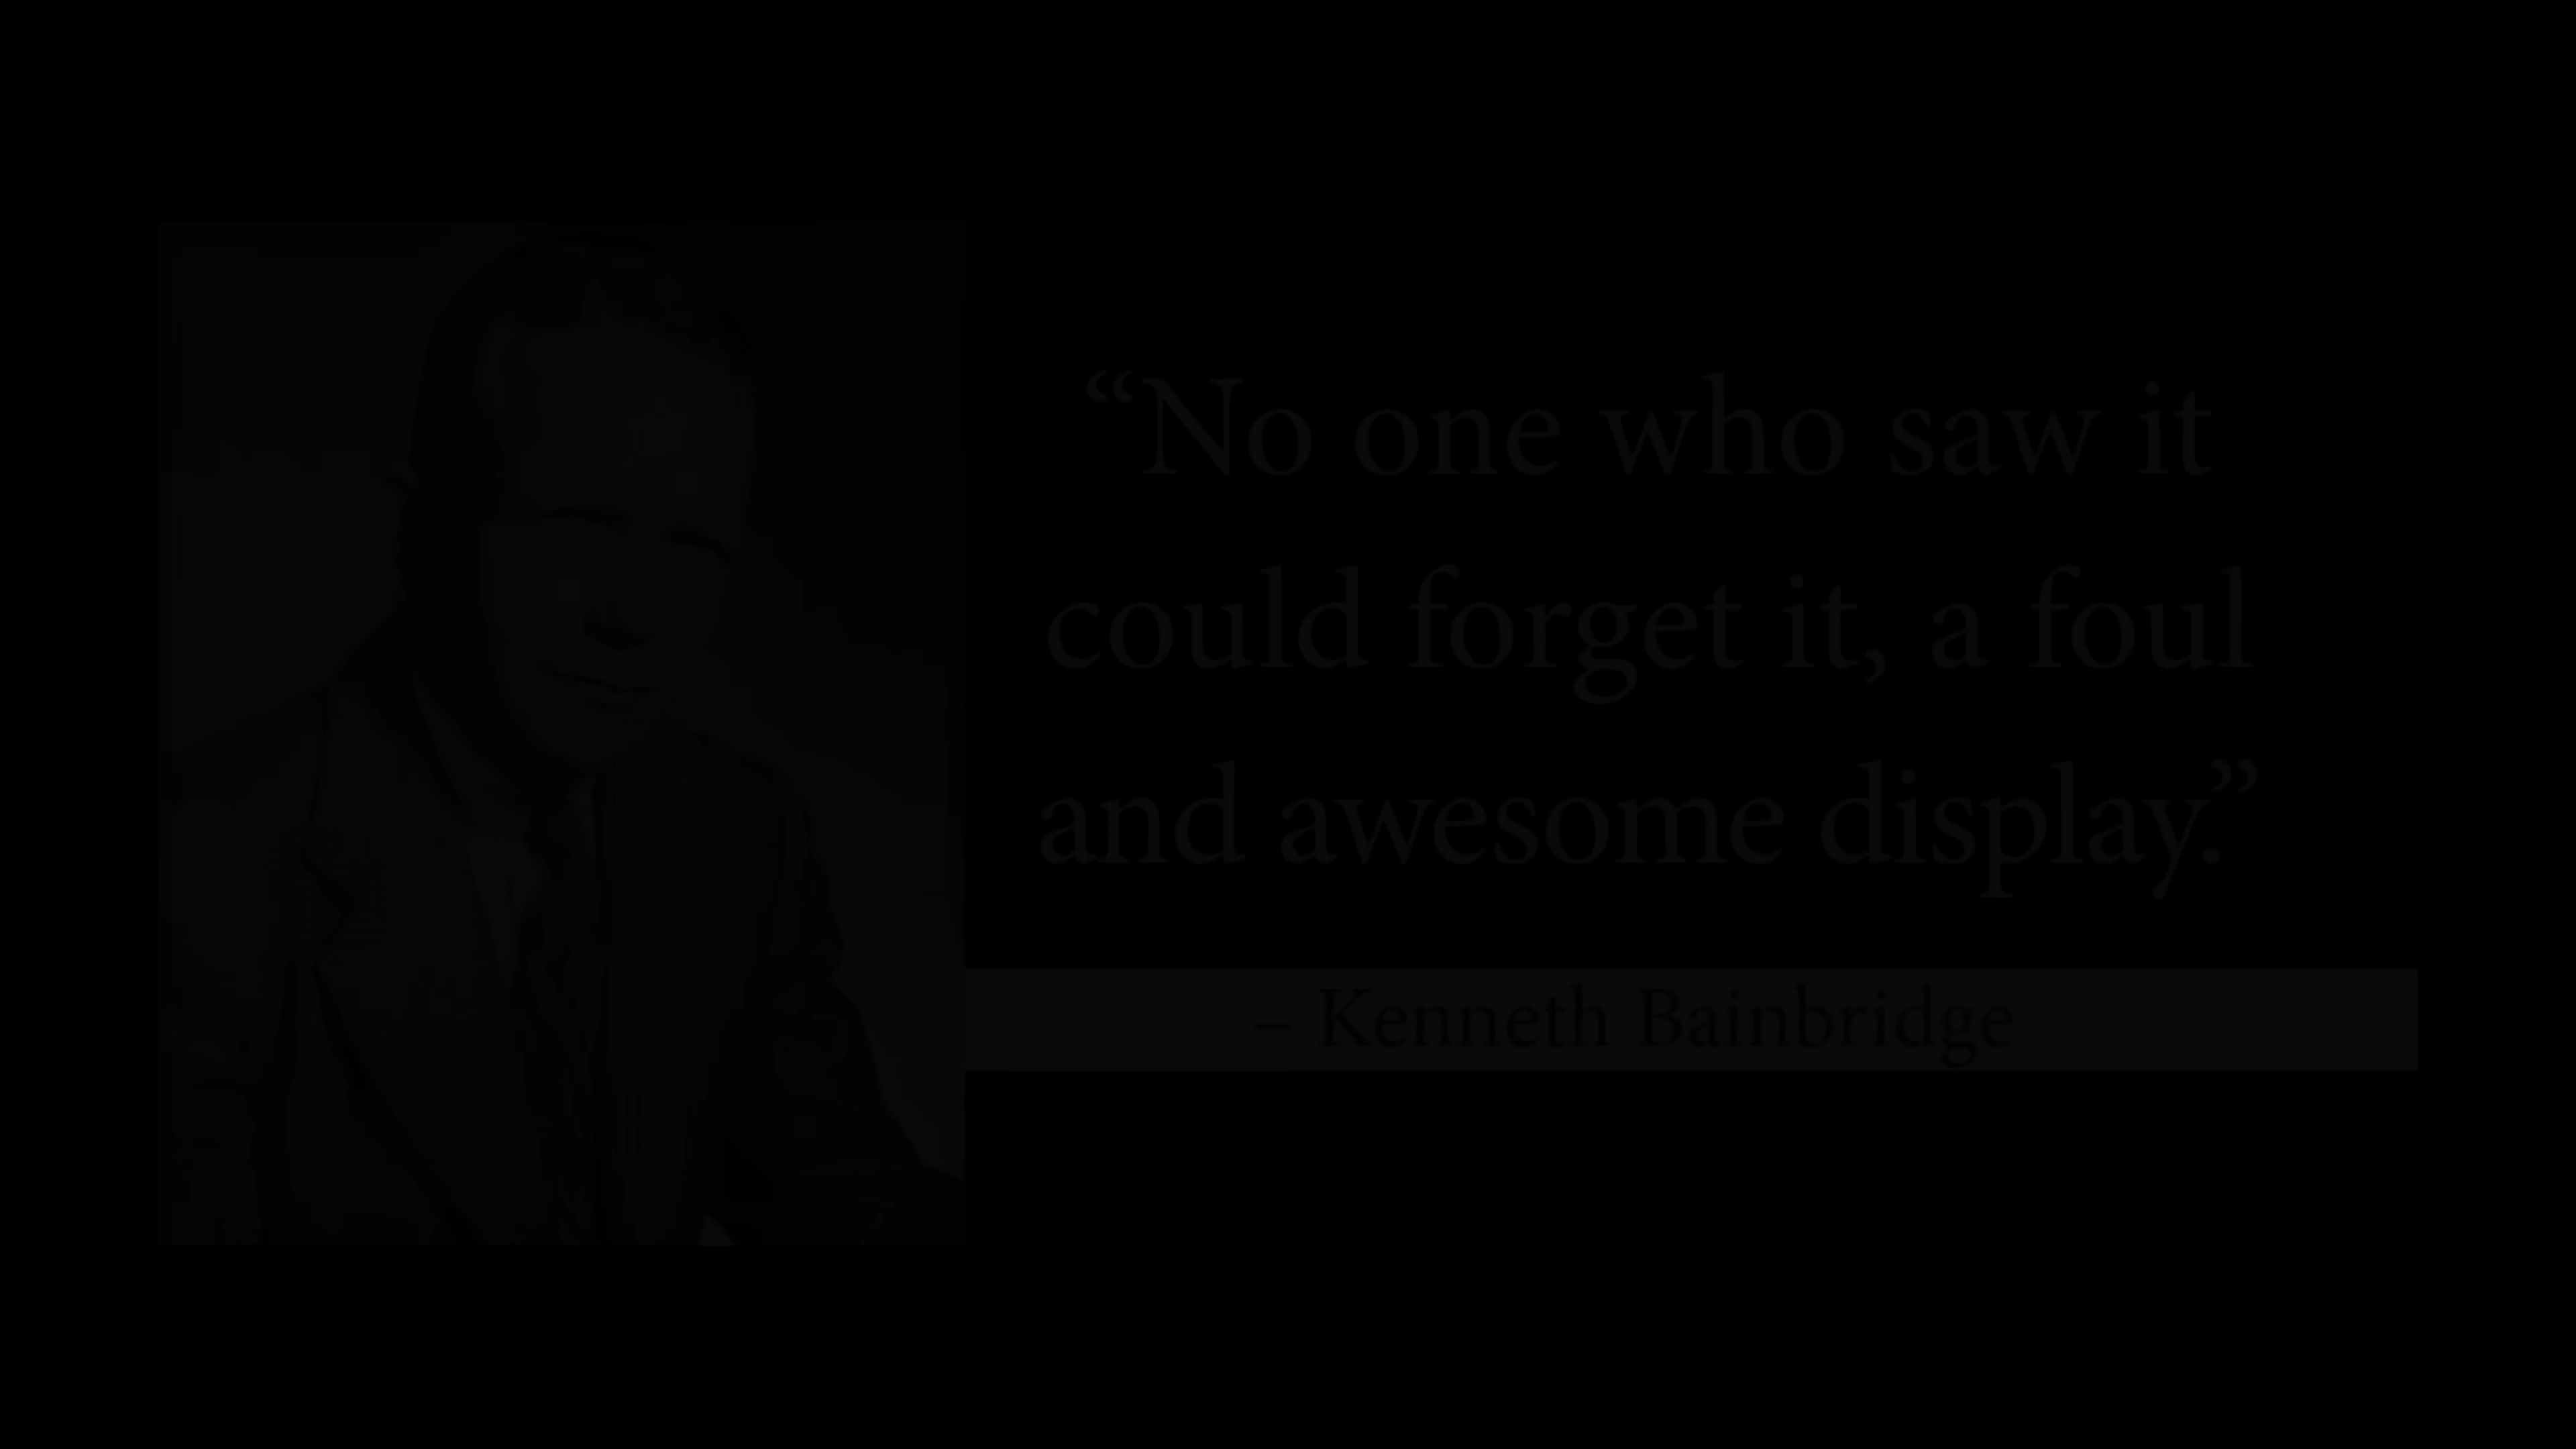 “No one who saw it
could forget it, a foul
and awesome display.”
– Kenneth Bainbridge